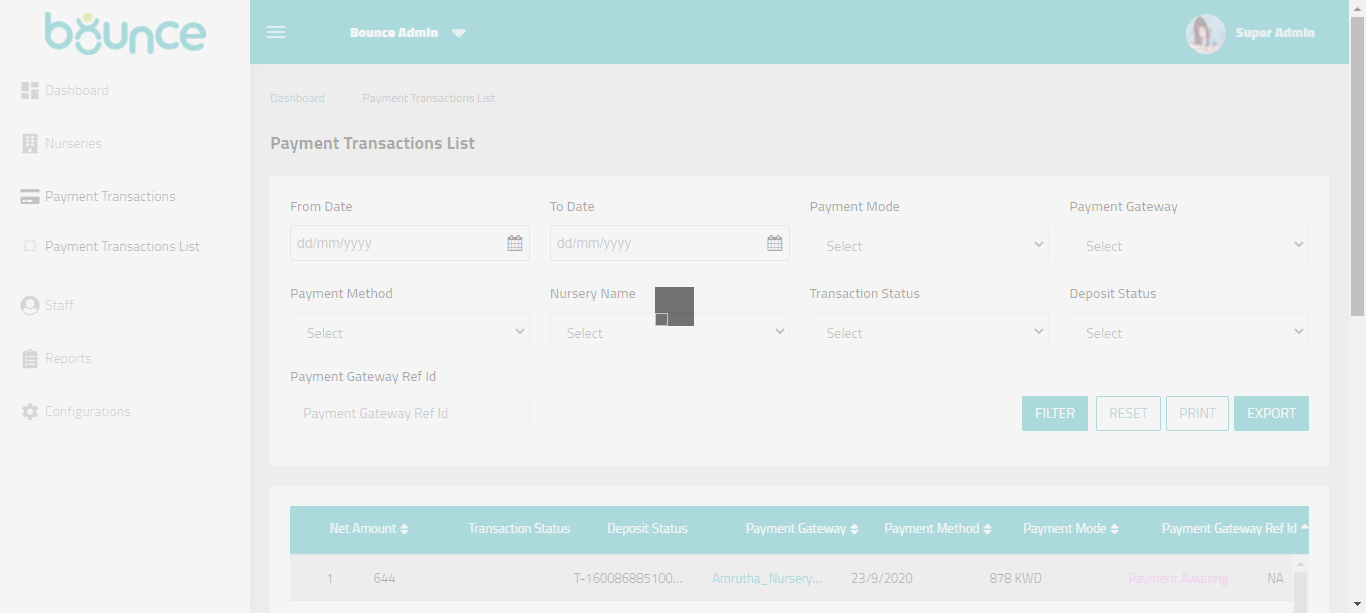 bounce
Bounce Admin
Super Admin
Dashboard
Nurseries
Payment Transactions
Payment Transactions List
Staff
Reports
Configurations
Dashboard
Payment Transactions List
Payment Transactions List
From Date
To Date
Payment Mode
Payment Gateway
dd/mm/yyyy
dd/mm/yyyy
Select
Select
Payment Method
Nursery Name
Transaction Status
Deposit Status
Select
Select
Select
Select
Payment Gateway Ref Id
Payment Gateway Ref Id
FILTER
RESET
PRINT
EXPORT
Net Amount
Transaction Status
Deposit Status
Payment Gateway
Payment Method
Payment Mode
Payment Gateway Ref Id
1
644
T-160086885100...
Amrutha_Nursery...
23/9/2020
878 KWD
Payment Awaiting
NA